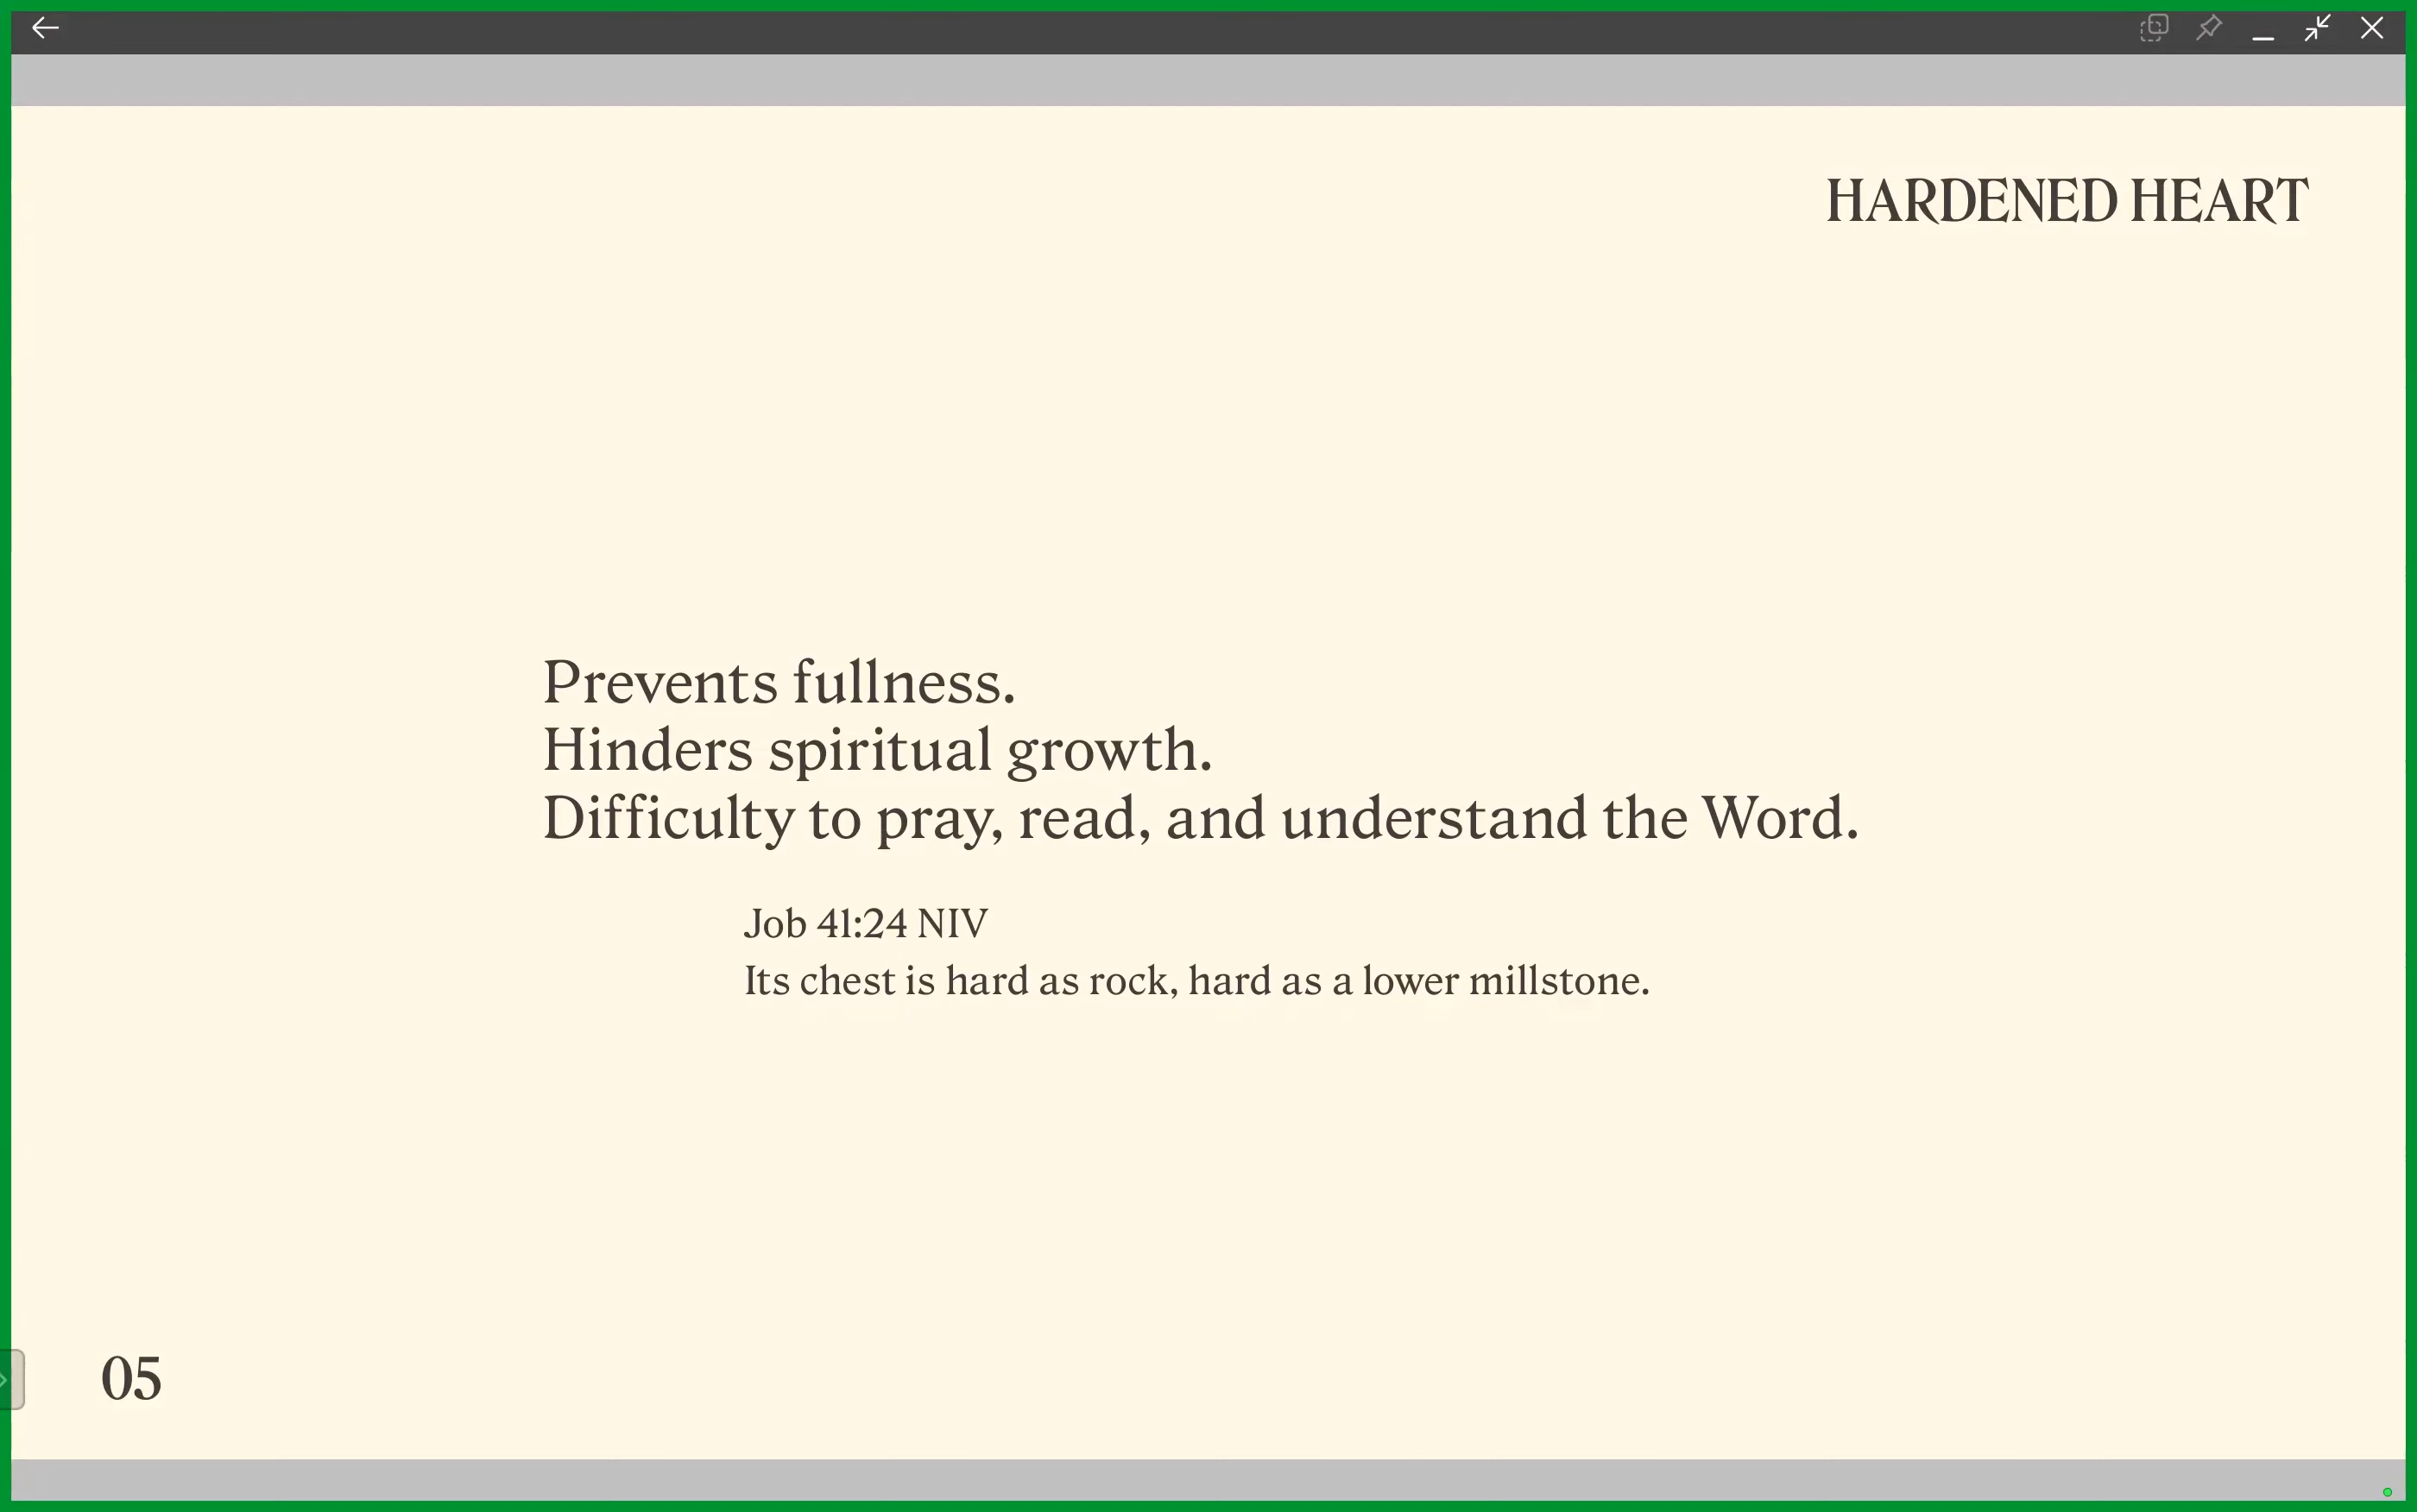 HARDENED HEART
Prevents fullness.
Hinders spiritual growth.
Difficulty to pray, read, and understand the Word.
Job 41:24 NIV
Its chest is hard as rock, hard as a lower millstone.
05